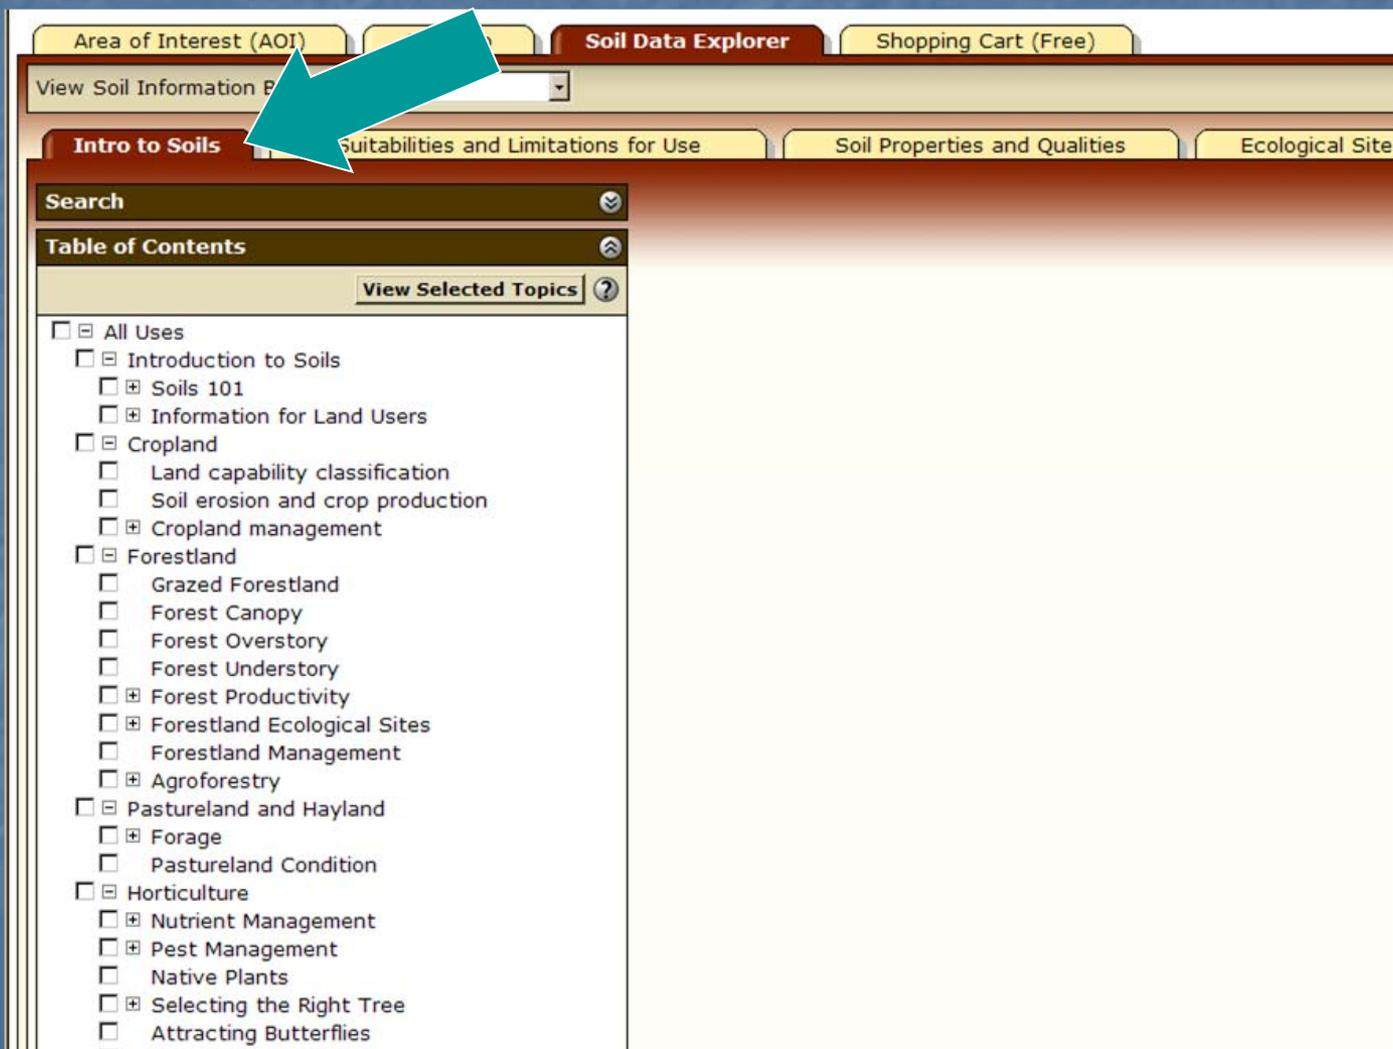 Area of Interest (AOI) Soil Data Explorer Shopping Cart (Free)
View Soil Information
Intro to Soils Suitabilities and Limitations for Use Soil Properties and Qualities Ecological Site
Search
Table of Contents
View Selected Topics ?
All Uses
Introduction to Soils
Soils 101
Information for Land Users
Cropland
Land capability classification
Soil erosion and crop production
Cropland management
Forestland
Grazed Forestland
Forest Canopy
Forest Overstory
Forest Understory
Forest Productivity
Forestland Ecological Sites
Forestland Management
Agroforestry
Pastureland and Hayland
Forage
Pastureland Condition
Horticulture
Nutrient Management
Pest Management
Native Plants
Selecting the Right Tree
Attracting Butterflies